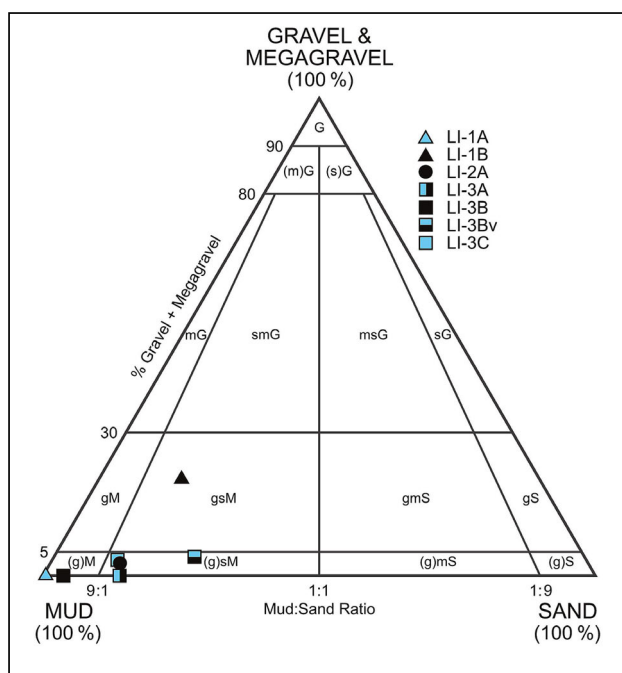 GRAVEL &
MEGAGRAVEL
(100 %)
G
90
(m)G
(s)G
80
LI-1A
LI-1B
LI-2A
LI-3A
LI-3B
LI-3Bv
LI-3C
% Gravel + Megagravel
mG
smG
msG
sG
30
gM
gsM
gmS
gS
5
(g)M
(g)sM
(g)mS
(g)S
9:1
1:1
1:9
MUD
(100 %)
Mud:Sand Ratio
SAND
(100 %)